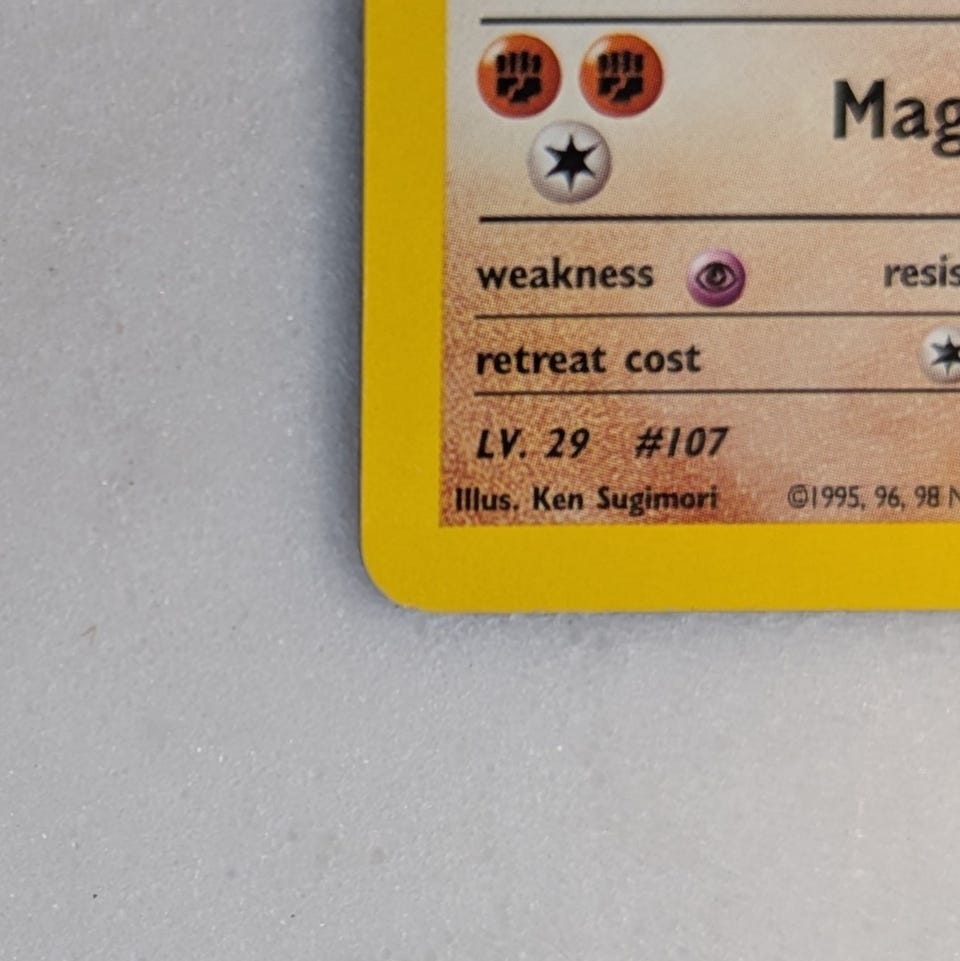 Mag
weakness resis
retreat cost
LV. 29 #107
Illus. Ken Sugimori ©1995, 96, 98 N